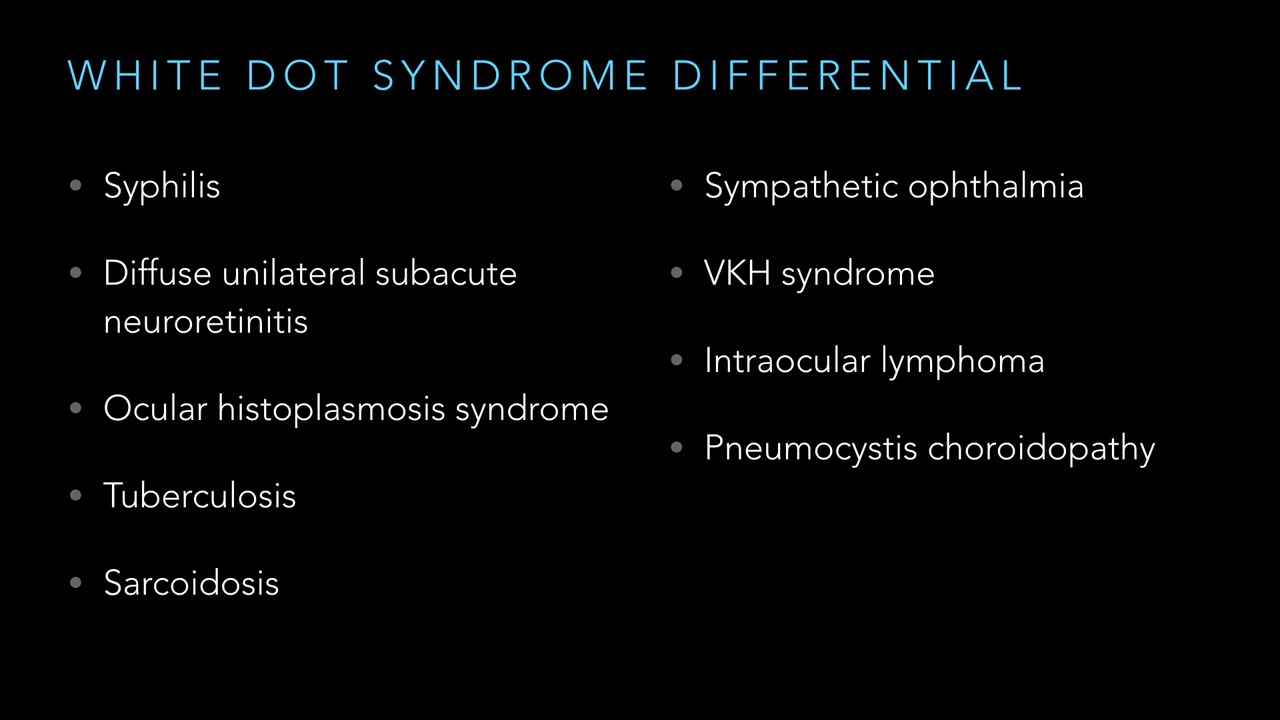 WHITE DOT SYNDROME DIFFERENTIAL
• Syphilis
• Diffuse unilateral subacute
neuroretinitis
• Ocular histoplasmosis syndrome
• Tuberculosis
• Sarcoidosis
• Sympathetic ophthalmia
• VKH syndrome
• Intraocular lymphoma
• Pneumocystis choroidopathy